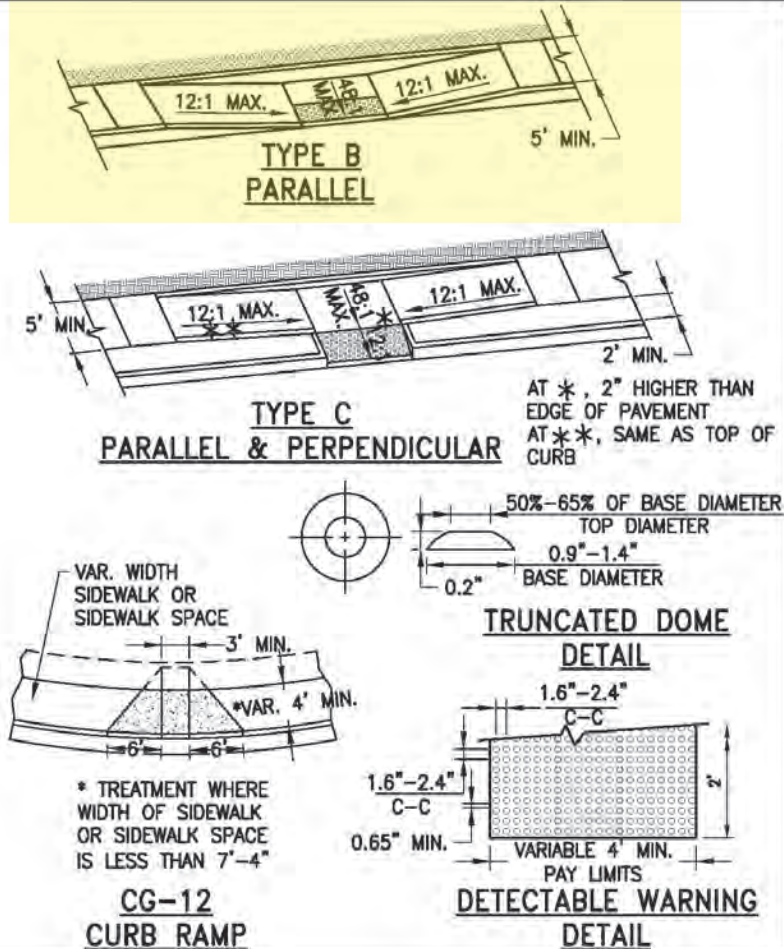 12:1 MAX.
48:1
MAX.
12:1 MAX.
5' MIN.
TYPE B
PARALLEL
5' MIN.
12:1 MAX.
**
48:1
MAX.
*
12:1
12:1 MAX.
2' MIN.
TYPE C
PARALLEL & PERPENDICULAR
AT *, 2" HIGHER THAN
EDGE OF PAVEMENT
AT **, SAME AS TOP OF
CURB
50%-65% OF BASE DIAMETER
TOP DIAMETER
0.9"-1.4"
BASE DIAMETER
0.2"
TRUNCATED DOME
DETAIL
VAR. WIDTH
SIDEWALK OR
SIDEWALK SPACE
3' MIN.
*VAR. 4' MIN.
6' 6'
* TREATMENT WHERE
WIDTH OF SIDEWALK
OR SIDEWALK SPACE
IS LESS THAN 7'-4"
CG-12
CURB RAMP
1.6"-2.4"
C-C
1.6"-2.4"
C-C
0.65" MIN.
2'
VARIABLE 4' MIN.
PAY LIMITS
DETECTABLE WARNING
DETAIL